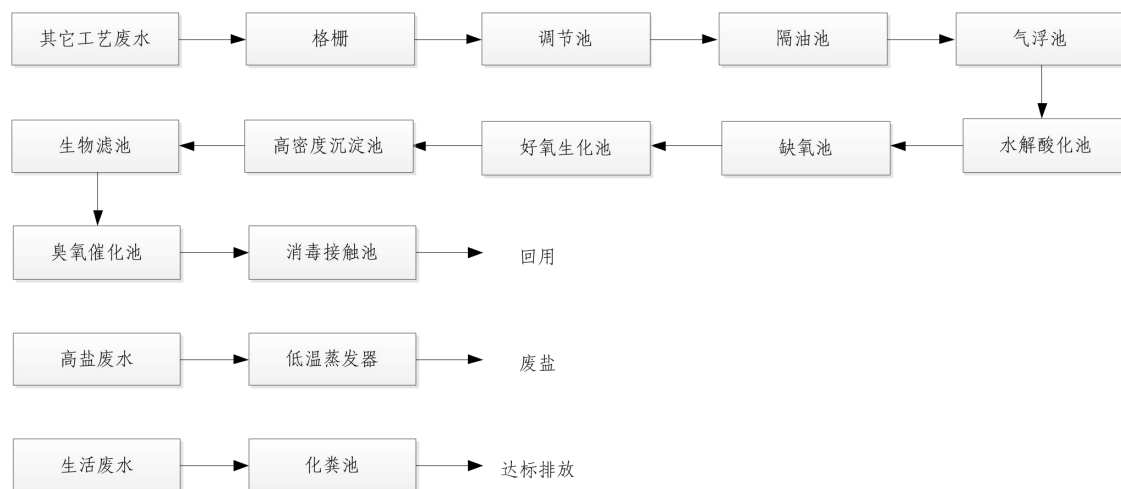 其它工艺废水
格栅
调节池
隔油池
气浮池
生物滤池
高密度沉淀池
好氧生化池
缺氧池
水解酸化池
臭氧催化池
消毒接触池
回用
高盐废水
低温蒸发器
废盐
生活废水
化粪池
达标排放